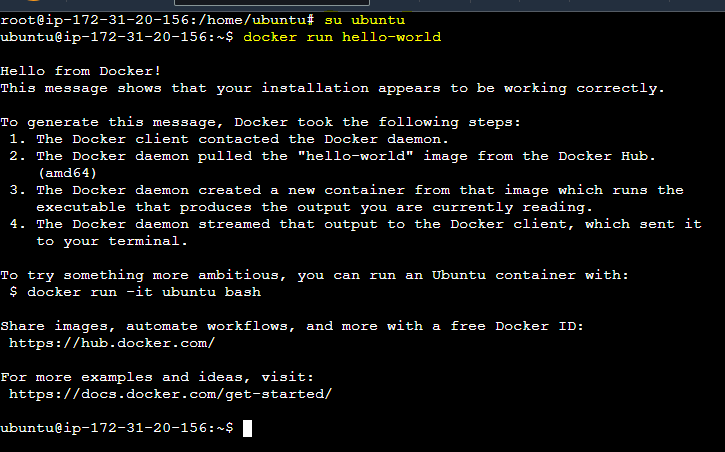 root@ip-172-31-20-156:/home/ubuntu# su ubuntu
ubuntu@ip-172-31-20-156:~$ docker run hello-world
Hello from Docker!
This message shows that your installation appears to be working correctly.
To generate this message, Docker took the following steps:
1. The Docker client contacted the Docker daemon.
2. The Docker daemon pulled the "hello-world" image from the Docker Hub.
(amd64)
3. The Docker daemon created a new container from that image which runs the
executable that produces the output you are currently reading.
4. The Docker daemon streamed that output to the Docker client, which sent it
to your terminal.
To try something more ambitious, you can run an Ubuntu container with:
$ docker run -it ubuntu bash
Share images, automate workflows, and more with a free Docker ID:
https://hub.docker.com/
For more examples and ideas, visit:
https://docs.docker.com/get-started/
ubuntu@ip-172-31-20-156:~$